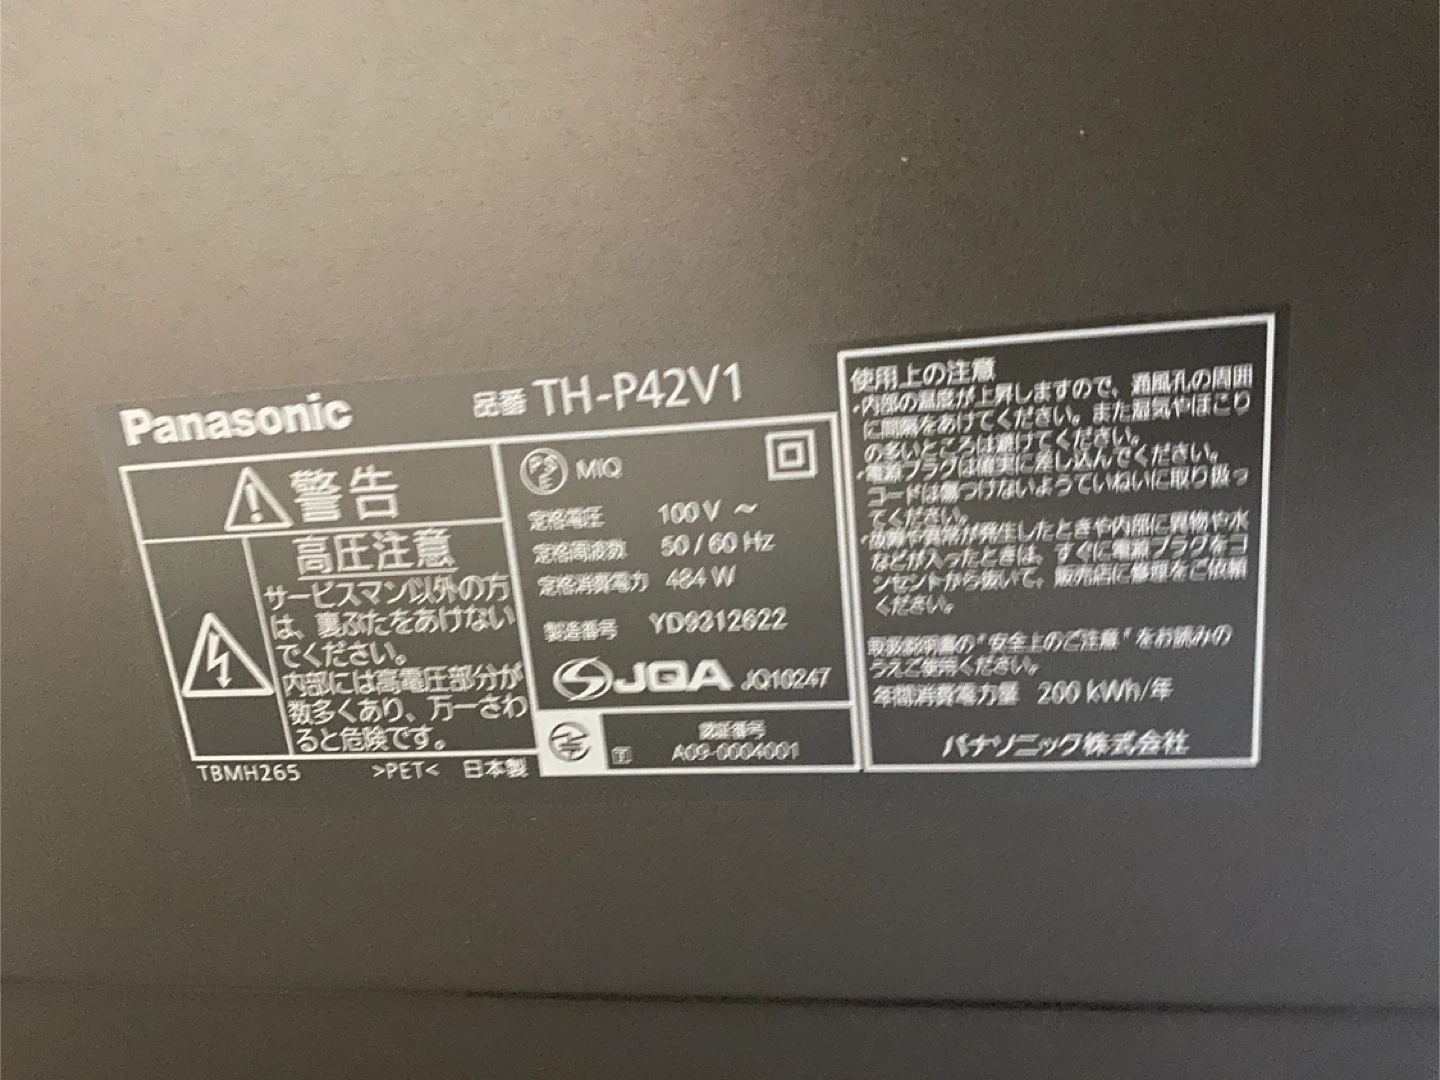 Panasonic
品番 TH-P42V1
警告
高圧注意
サービスマン以外の方
は、裏ぶたをあけない
でください。
内部には高電圧部分が
数多くあり、万一さわ
ると危険です。
TBMH265 >PET< 日本製
PSE MIQ
定格電圧 100V ~
定格周波数 50/60 Hz
定格消費電力 484W
製造番号 YD9312622
JQA JQ10247
T 認証番号
A09-0004001
使用上の注意
・内部の温度が上昇しますので、通風孔の周囲
に間隔をあけてください。また湿気やほこり
の多いところは避けてください。
・電源プラグは確実に差し込んでください。
コードは傷つけないようていねいに取り扱っ
てください。
・故障や異常が発生したときや内部に異物や水
などが入ったときは、すぐに電源プラグをコ
ンセントから抜いて、販売店に修理をご依頼
ください。
取扱説明書の"安全上のご注意"をお読みの
うえご使用ください。
年間消費電力量 200 kWh/年
パナソニック株式会社